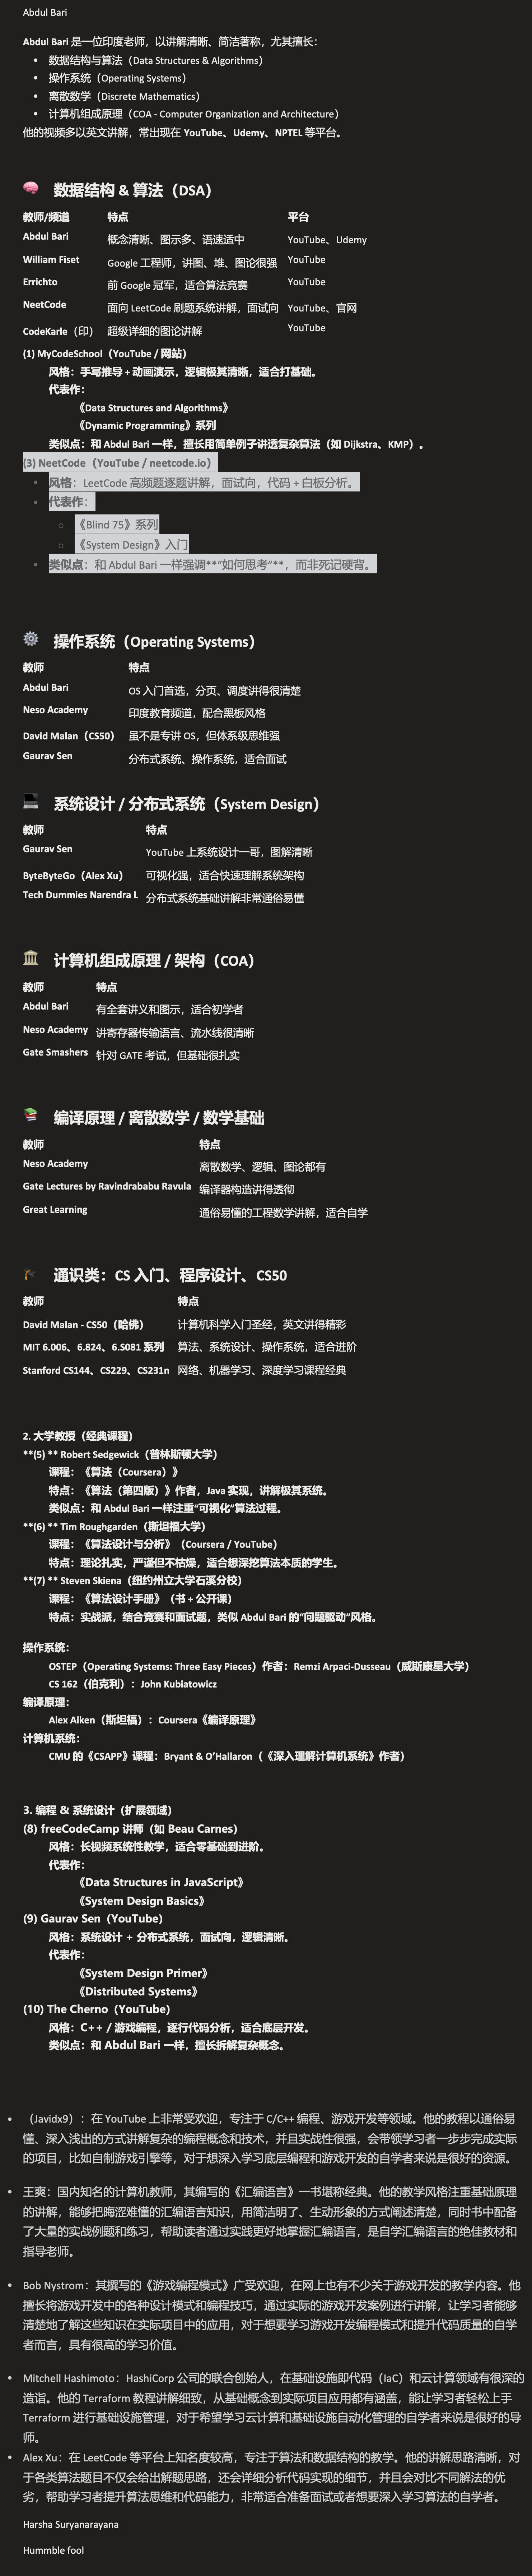 Abdul Bari
Abdul Bari 是一位印度老师，以讲解清晰、简洁著称，尤其擅长：
• 数据结构与算法（Data Structures & Algorithms）
• 操作系统（Operating Systems）
• 离散数学（Discrete Mathematics）
• 计算机组成原理（COA - Computer Organization and Architecture）
他的视频多以英文讲解，常出现在 YouTube、Udemy、NPTEL 等平台。
🧠 数据结构 & 算法（DSA）
教师/频道 特点 平台
Abdul Bari 概念清晰、图示多、语速适中 YouTube、Udemy
William Fiset Google 工程师，讲图、堆、图论很强 YouTube
Errichto 前 Google 冠军，适合算法竞赛 YouTube
NeetCode 面向 LeetCode 刷题系统讲解，面试向 YouTube、官网
CodeKarle（印） 超级详细的图论讲解 YouTube
(1) MyCodeSchool（YouTube / 网站）
风格：手写推导 + 动画演示，逻辑极其清晰，适合打基础。
代表作：
《Data Structures and Algorithms》
《Dynamic Programming》系列
类似点：和 Abdul Bari 一样，擅长用简单例子讲透复杂算法（如 Dijkstra、KMP）。
(3) NeetCode（YouTube / neetcode.io）
• 风格：LeetCode 高频题逐题讲解，面试向，代码 + 白板分析。
• 代表作：
○ 《Blind 75》系列
○ 《System Design》入门
• 类似点：和 Abdul Bari 一样强调**“如何思考”**，而非死记硬背。
⚙️ 操作系统（Operating Systems）
教师 特点
Abdul Bari OS 入门首选，分页、调度讲得很清楚
Neso Academy 印度教育频道，配合黑板风格
David Malan（CS50） 虽不是专讲 OS，但体系级思维强
Gaurav Sen 分布式系统、操作系统，适合面试
💻 系统设计 / 分布式系统（System Design）
教师 特点
Gaurav Sen YouTube 上系统设计一哥，图解清晰
ByteByteGo（Alex Xu） 可视化强，适合快速理解系统架构
Tech Dummies Narendra L 分布式系统基础讲解非常通俗易懂
🏛️ 计算机组成原理 / 架构（COA）
教师 特点
Abdul Bari 有全套讲义和图示，适合初学者
Neso Academy 讲寄存器传输语言、流水线很清晰
Gate Smashers 针对 GATE 考试，但基础很扎实
📚 编译原理 / 离散数学 / 数学基础
教师 特点
Neso Academy 离散数学、逻辑、图论都有
Gate Lectures by Ravindrababu Ravula 编译器构造讲得透彻
Great Learning 通俗易懂的工程数学讲解，适合自学
🎓 通识类：CS 入门、程序设计、CS50
教师 特点
David Malan - CS50（哈佛） 计算机科学入门圣经，英文讲得精彩
MIT 6.006、6.824、6.S081 系列 算法、系统设计、操作系统，适合进阶
Stanford CS144、CS229、CS231n 网络、机器学习、深度学习课程经典
2. 大学教授（经典课程）
**(5) ** Robert Sedgewick（普林斯顿大学）
课程：《算法（Coursera）》
特点：《算法（第四版）》作者，Java 实现，讲解极其系统。
类似点：和 Abdul Bari 一样注重“可视化”算法过程。
**(6) ** Tim Roughgarden（斯坦福大学）
课程：《算法设计与分析》（Coursera / YouTube）
特点：理论扎实，严谨但不枯燥，适合想深挖算法本质的学生。
**(7) ** Steven Skiena（纽约州立大学石溪分校）
课程：《算法设计手册》（书 + 公开课）
特点：实战派，结合竞赛和面试题，类似 Abdul Bari 的“问题驱动”风格。
操作系统：
OSTEP（Operating Systems: Three Easy Pieces）作者：Remzi Arpaci-Dusseau（威斯康星大学）
CS 162（伯克利）：John Kubiatowicz
编译原理：
Alex Aiken（斯坦福）：Coursera《编译原理》
计算机系统：
CMU 的《CSAPP》课程：Bryant & O’Hallaron（《深入理解计算机系统》作者）
3. 编程 & 系统设计（扩展领域）
(8) freeCodeCamp 讲师（如 Beau Carnes）
风格：长视频系统性教学，适合零基础到进阶。
代表作：
《Data Structures in JavaScript》
《System Design Basics》
(9) Gaurav Sen（YouTube）
风格：系统设计 + 分布式系统，面试向，逻辑清晰。
代表作：
《System Design Primer》
《Distributed Systems》
(10) The Cherno（YouTube）
风格：C++ / 游戏编程，逐行代码分析，适合底层开发。
类似点：和 Abdul Bari 一样，擅长拆解复杂概念。
• （Javidx9）：在 YouTube 上非常受欢迎，专注于 C/C++ 编程、游戏开发等领域。他的教程以通俗易
懂、深入浅出的方式讲解复杂的编程概念和技术，并且实战性很强，会带领学习者一步步完成实际
的项目，比如自制游戏引擎等，对于想深入学习底层编程和游戏开发的自学者来说是很好的资源。
• 王爽：国内知名的计算机教师，其编写的《汇编语言》一书堪称经典。他的教学风格注重基础原理
的讲解，能够把晦涩难懂的汇编语言知识，用简洁明了、生动形象的方式阐述清楚，同时书中配备
了大量的实战例题和练习，帮助读者通过实践更好地掌握汇编语言，是自学汇编语言的绝佳教材和
指导老师。
• Bob Nystrom：其撰写的《游戏编程模式》广受欢迎，在网上也有不少关于游戏开发的教学内容。他
擅长将游戏开发中的各种设计模式和编程技巧，通过实际的游戏开发案例进行讲解，让学习者能够
清楚地了解这些知识在实际项目中的应用，对于想要学习游戏开发编程模式和提升代码质量的自学
者而言，具有很高的学习价值。
• Mitchell Hashimoto：HashiCorp 公司的联合创始人，在基础设施即代码（IaC）和云计算领域有很深的
造诣。他的 Terraform 教程讲解细致，从基础概念到实际项目应用都有涵盖，能让学习者轻松上手
Terraform 进行基础设施管理，对于希望学习云计算和基础设施自动化管理的自学者来说是很好的导
师。
• Alex Xu：在 LeetCode 等平台上知名度较高，专注于算法和数据结构的教学。他的讲解思路清晰，对
于各类算法题目不仅会给出解题思路，还会详细分析代码实现的细节，并且会对比不同解法的优
劣，帮助学习者提升算法思维和代码能力，非常适合准备面试或者想要深入学习算法的自学者。
Harsha Suryanarayana
Hummble fool